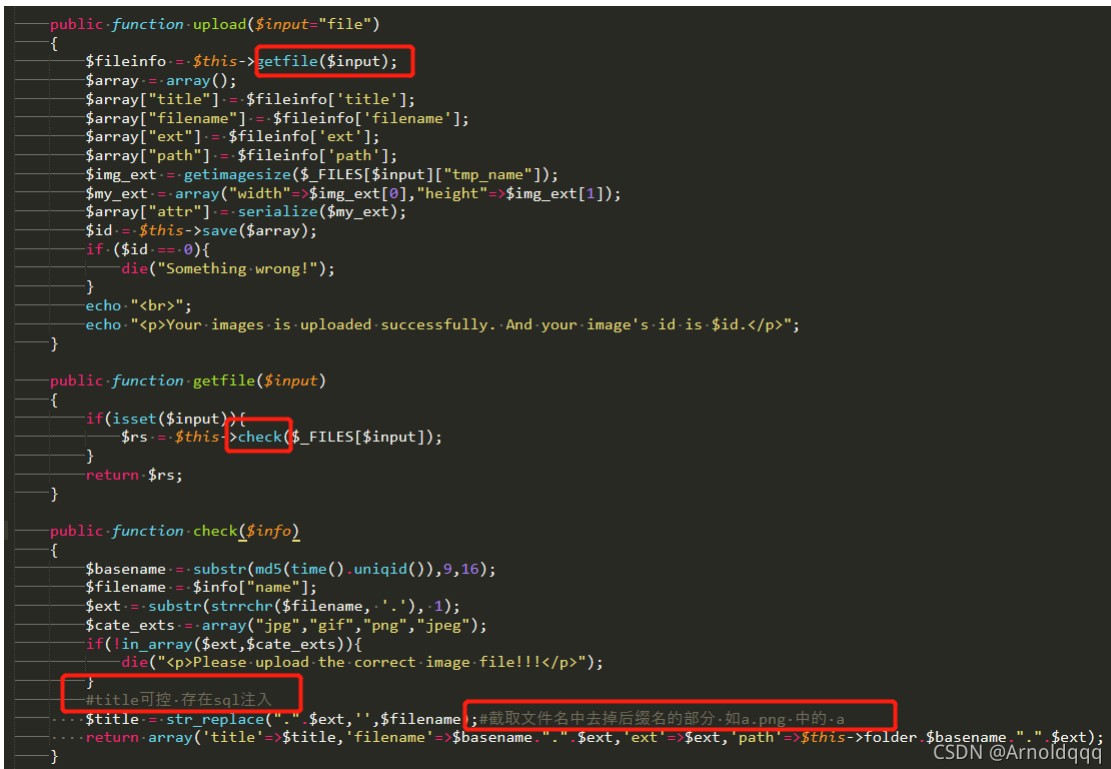 public function upload($input="file")
{
$fileinfo = $this->getfile($input);
$array = array();
$array["title"] = $fileinfo['title'];
$array["filename"] = $fileinfo['filename'];
$array["ext"] = $fileinfo['ext'];
$array["path"] = $fileinfo['path'];
$img_ext = getimagesize($_FILES[$input]["tmp_name"]);
$my_ext = array("width"=>$img_ext[0],"height"=>$img_ext[1]);
$array["attr"] = serialize($my_ext);
$id = $this->save($array);
if ($id == 0){
die("Something wrong!");
}
echo "<br>";
echo "<p>Your images is uploaded successfully. And your image's id is $id.</p>";
}
public function getfile($input)
{
if(isset($input)){
$rs = $this->check($_FILES[$input]);
}
return $rs;
}
public function check($info)
{
$basename = substr(md5(time().uniqid()),9,16);
$filename = $info["name"];
$ext = substr(strrchr($filename, '.'), 1);
$cate_exts = array("jpg","gif","png","jpeg");
if(!in_array($ext,$cate_exts)){
die("<p>Please upload the correct image file!!!</p>");
}
#title可控 存在sql注入
$title = str_replace(".".$ext,'',$filename);#截取文件名中去掉后缀名的部分 如a.png 中的 a
return array('title'=>$title,'filename'=>$basename.".".$ext,'ext'=>$ext,'path'=>$this->folder.$basename.".".$ext);
}
CSDN @Arnoldqqq